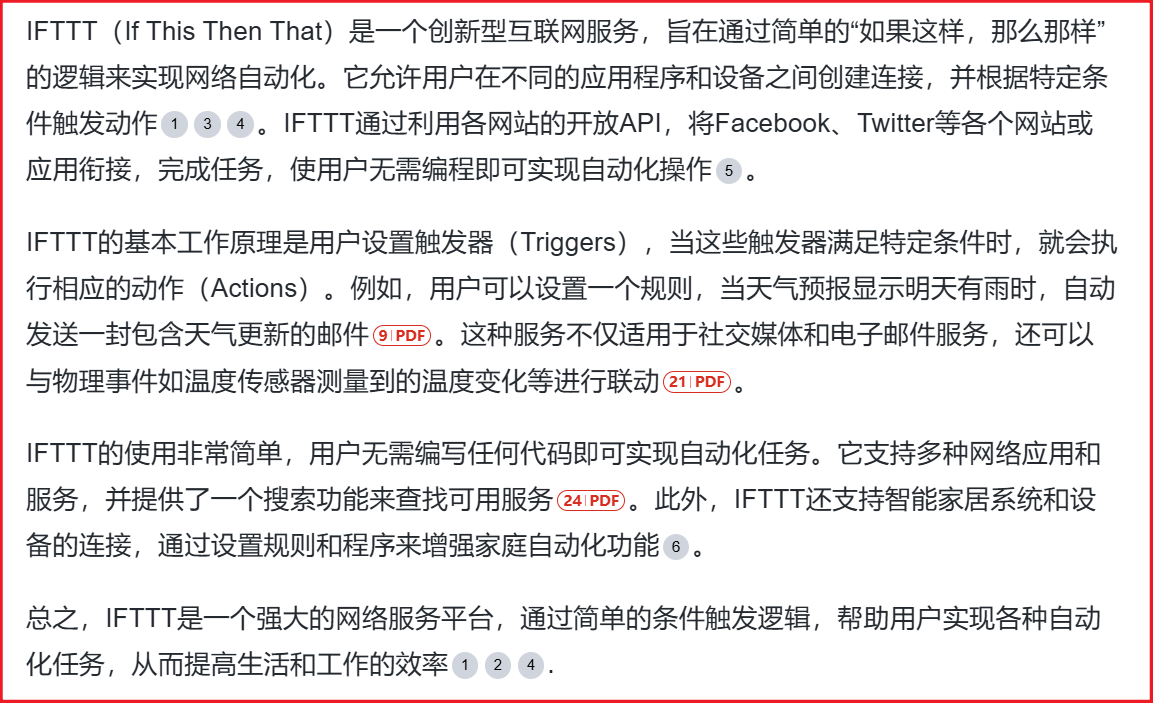 IFTTT（If This Then That）是一个创新型互联网服务，旨在通过简单的“如果这样，那么那样”
的逻辑来实现网络自动化。它允许用户在不同的应用程序和设备之间创建连接，并根据特定条
件触发动作 1 3 4 。IFTTT通过利用各网站的开放API，将Facebook、Twitter等各个网站或
应用衔接，完成任务，使用户无需编程即可实现自动化操作 5 。
IFTTT的基本工作原理是用户设置触发器（Triggers），当这些触发器满足特定条件时，就会执
行相应的动作（Actions）。例如，用户可以设置一个规则，当天气预报显示明天有雨时，自动
发送一封包含天气更新的邮件 9 | PDF 。这种服务不仅适用于社交媒体和电子邮件服务，还可以
与物理事件如温度传感器测量到的温度变化等进行联动 21 | PDF 。
IFTTT的使用非常简单，用户无需编写任何代码即可实现自动化任务。它支持多种网络应用和
服务，并提供了一个搜索功能来查找可用服务 24 | PDF 。此外，IFTTT还支持智能家居系统和设
备的连接，通过设置规则和程序来增强家庭自动化功能 6 。
总之，IFTTT是一个强大的网络服务平台，通过简单的条件触发逻辑，帮助用户实现各种自动
化任务，从而提高生活和工作的效率 1 2 4 .